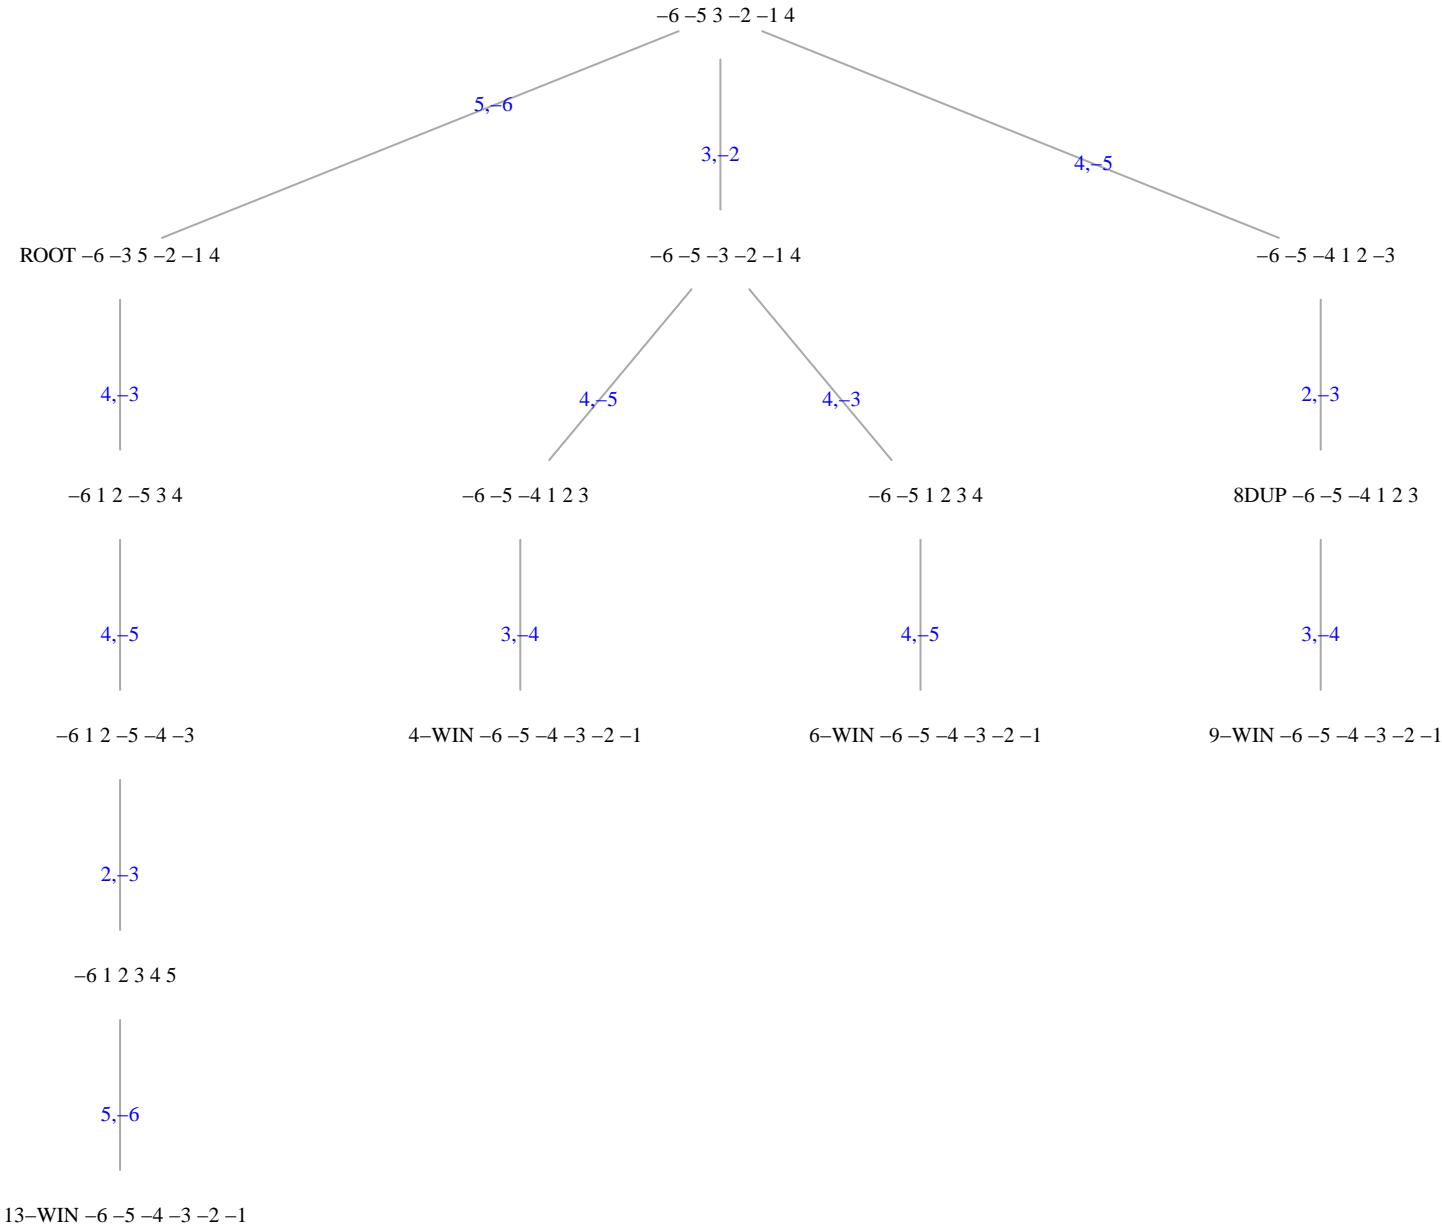 −6 −5 3 −2 −1 4
5,−6
3,−2
4,−5
ROOT −6 −3 5 −2 −1 4
−6 −5 −3 −2 −1 4
−6 −5 −4 1 2 −3
4,−3
4,−5
4,−3
2,−3
−6 1 2 −5 3 4
−6 −5 −4 1 2 3
−6 −5 1 2 3 4
8DUP −6 −5 −4 1 2 3
4,−5
3,−4
4,−5
3,−4
−6 1 2 −5 −4 −3
4−WIN −6 −5 −4 −3 −2 −1
6−WIN −6 −5 −4 −3 −2 −1
9−WIN −6 −5 −4 −3 −2 −1
2,−3
−6 1 2 3 4 5
5,−6
13−WIN −6 −5 −4 −3 −2 −1